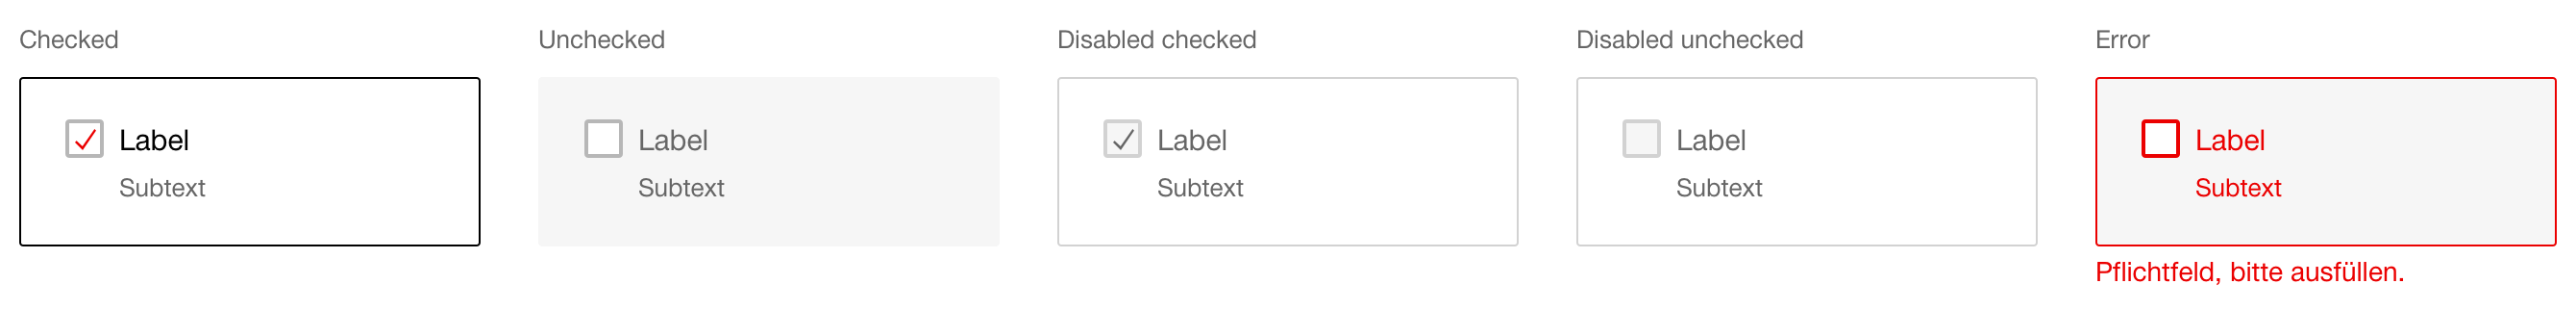 Checked
Unchecked
Disabled checked
Disabled unchecked
Error
Label
Subtext
Label
Subtext
Label
Subtext
Label
Subtext
Label
Subtext
Pflichtfeld, bitte ausfüllen.